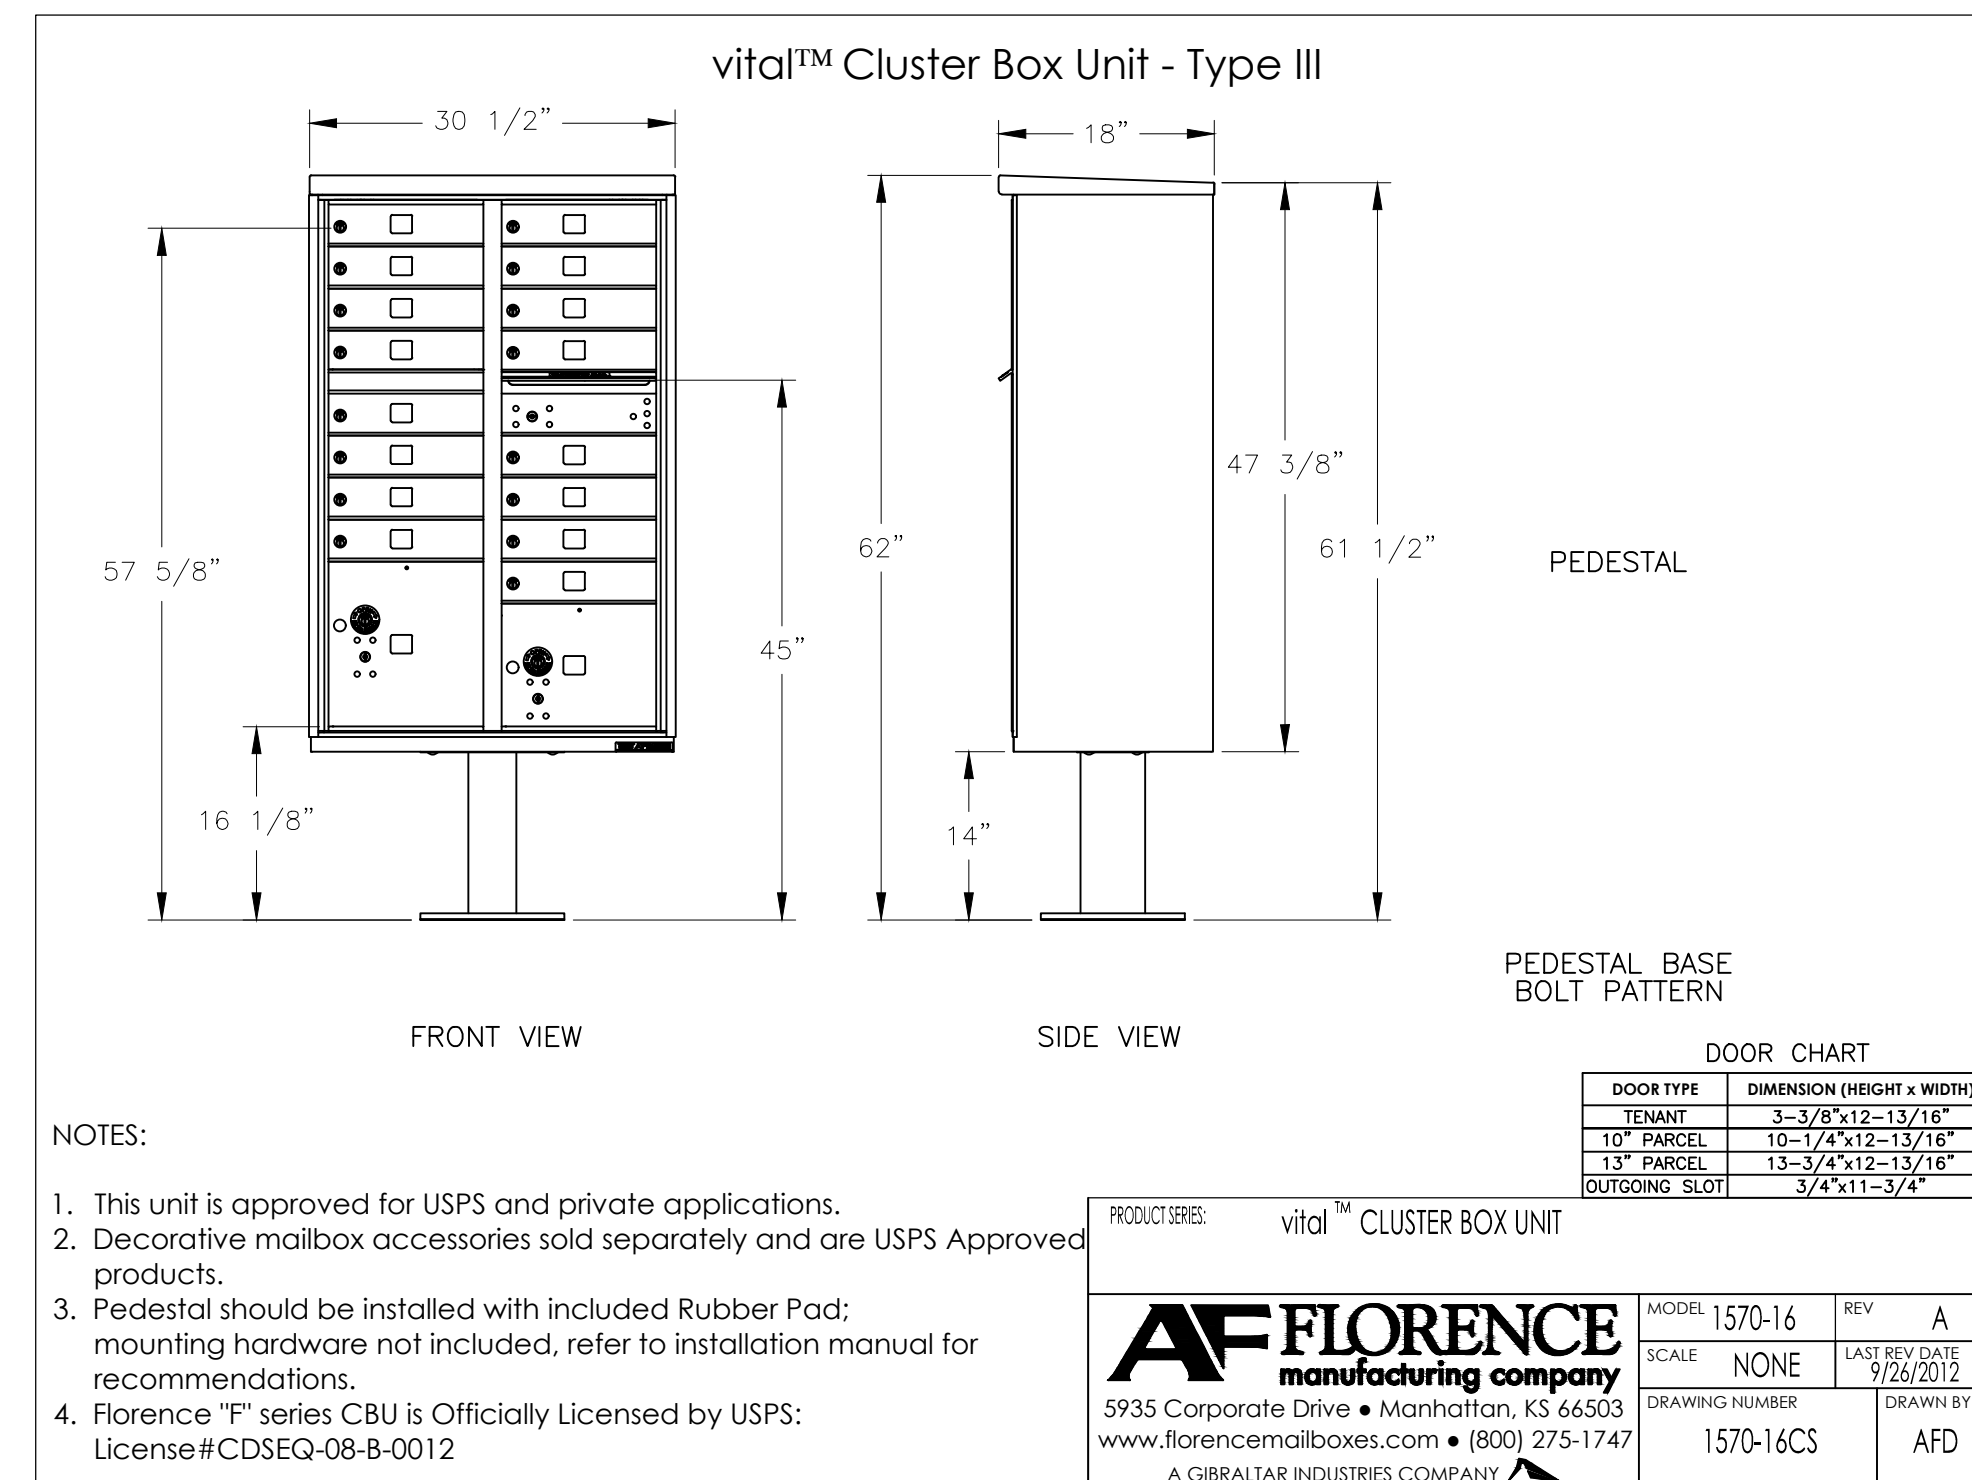 vital™ Cluster Box Unit - Type III
30 1/2"
18"
57 5/8"
16 1/8"
45"
62"
14"
47 3/8"
61 1/2"
PEDESTAL
PEDESTAL BASE
BOLT PATTERN
FRONT VIEW
SIDE VIEW
DOOR CHART
DOOR TYPE DIMENSION (HEIGHT x WIDTH)
TENANT 3-3/8"x12-13/16"
10" PARCEL 10-1/4"x12-13/16"
13" PARCEL 13-3/4"x12-13/16"
OUTGOING SLOT 3/4"x11-3/4"
NOTES:
1. This unit is approved for USPS and private applications.
2. Decorative mailbox accessories sold separately and are USPS Approved
products.
3. Pedestal should be installed with included Rubber Pad;
mounting hardware not included, refer to installation manual for
recommendations.
4. Florence "F" series CBU is Officially Licensed by USPS:
License#CDSEQ-08-B-0012
PRODUCT SERIES: vital™ CLUSTER BOX UNIT
AF FLORENCE
manufacturing company
5935 Corporate Drive ● Manhattan, KS 66503
www.florencemailboxes.com ● (800) 275-1747
A GIBRALTAR INDUSTRIES COMPANY
MODEL 1570-16 REV A
SCALE NONE LAST REV DATE 9/26/2012
DRAWING NUMBER DRAWN BY
1570-16CS AFD